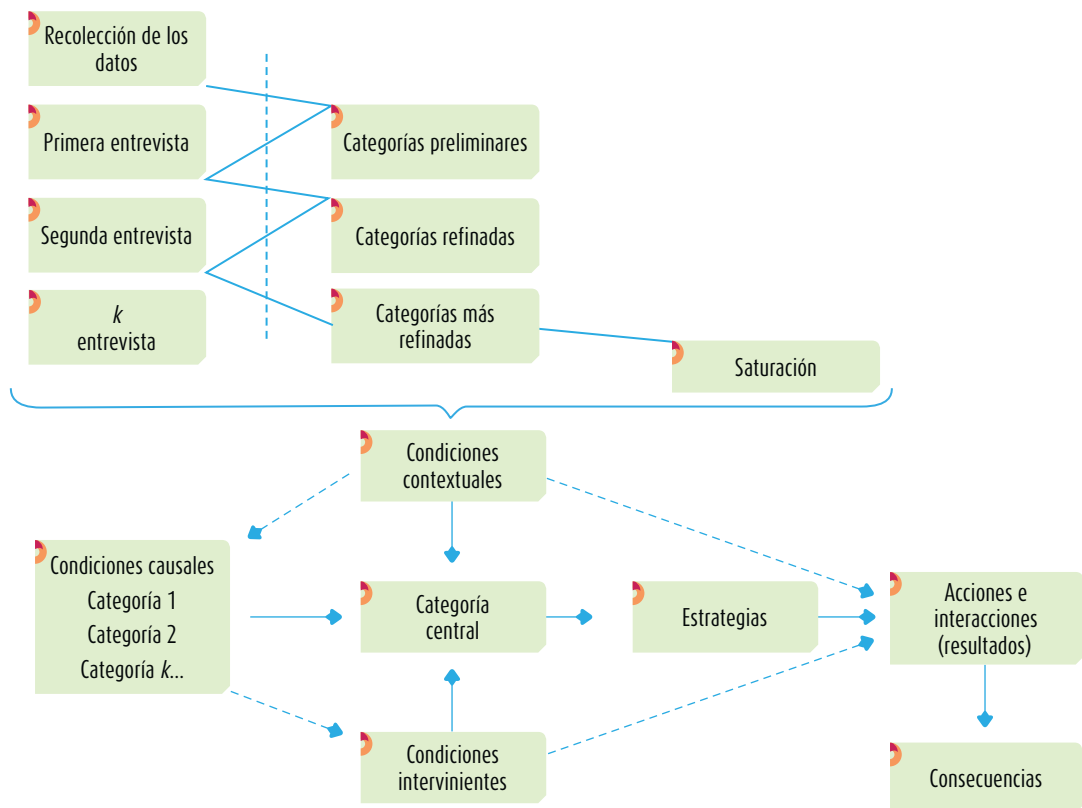 Recolección de los
datos
Primera entrevista
Categorías preliminares
Segunda entrevista
Categorías refinadas
k
entrevista
Categorías más
refinadas
Saturación
Condiciones
contextuales
Condiciones causales
Categoría 1
Categoría 2
Categoría k...
Categoría
central
Estrategias
Acciones e
interacciones
(resultados)
Condiciones
intervinientes
Consecuencias